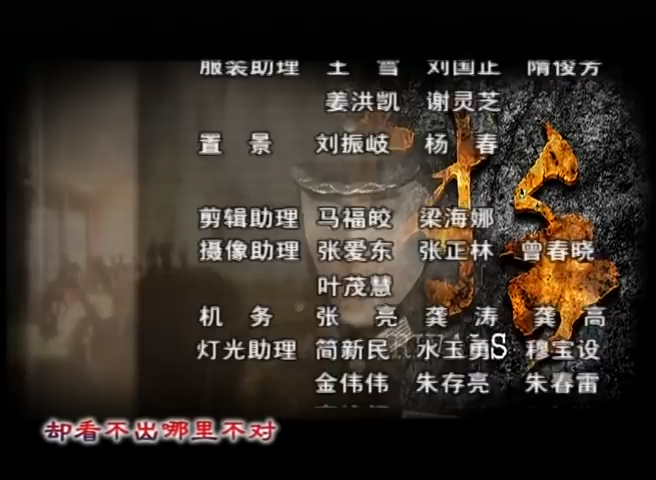 服装助理 王 雪 刘国正 隋俊芳
姜洪凯 谢灵芝
置 景 刘振岐 杨 春
剪辑助理 马福皎 梁海娜
摄像助理 张爱东 张正林 曾春晓
叶茂慧
机 务 张 亮 龚 涛 龚 高
灯光助理 简新民 水玉勇 穆宝设
金伟伟 朱存亮 朱春雷
却看不出哪里不对